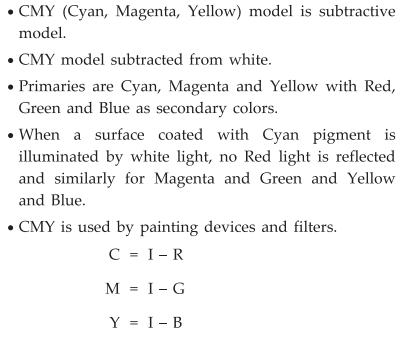 • CMY (Cyan, Magenta, Yellow) model is subtractive
model.
• CMY model subtracted from white.
• Primaries are Cyan, Magenta and Yellow with Red,
Green and Blue as secondary colors.
• When a surface coated with Cyan pigment is
illuminated by white light, no Red light is reflected
and similarly for Magenta and Green and Yellow
and Blue.
• CMY is used by painting devices and filters.
C = I – R
M = I – G
Y = I – B